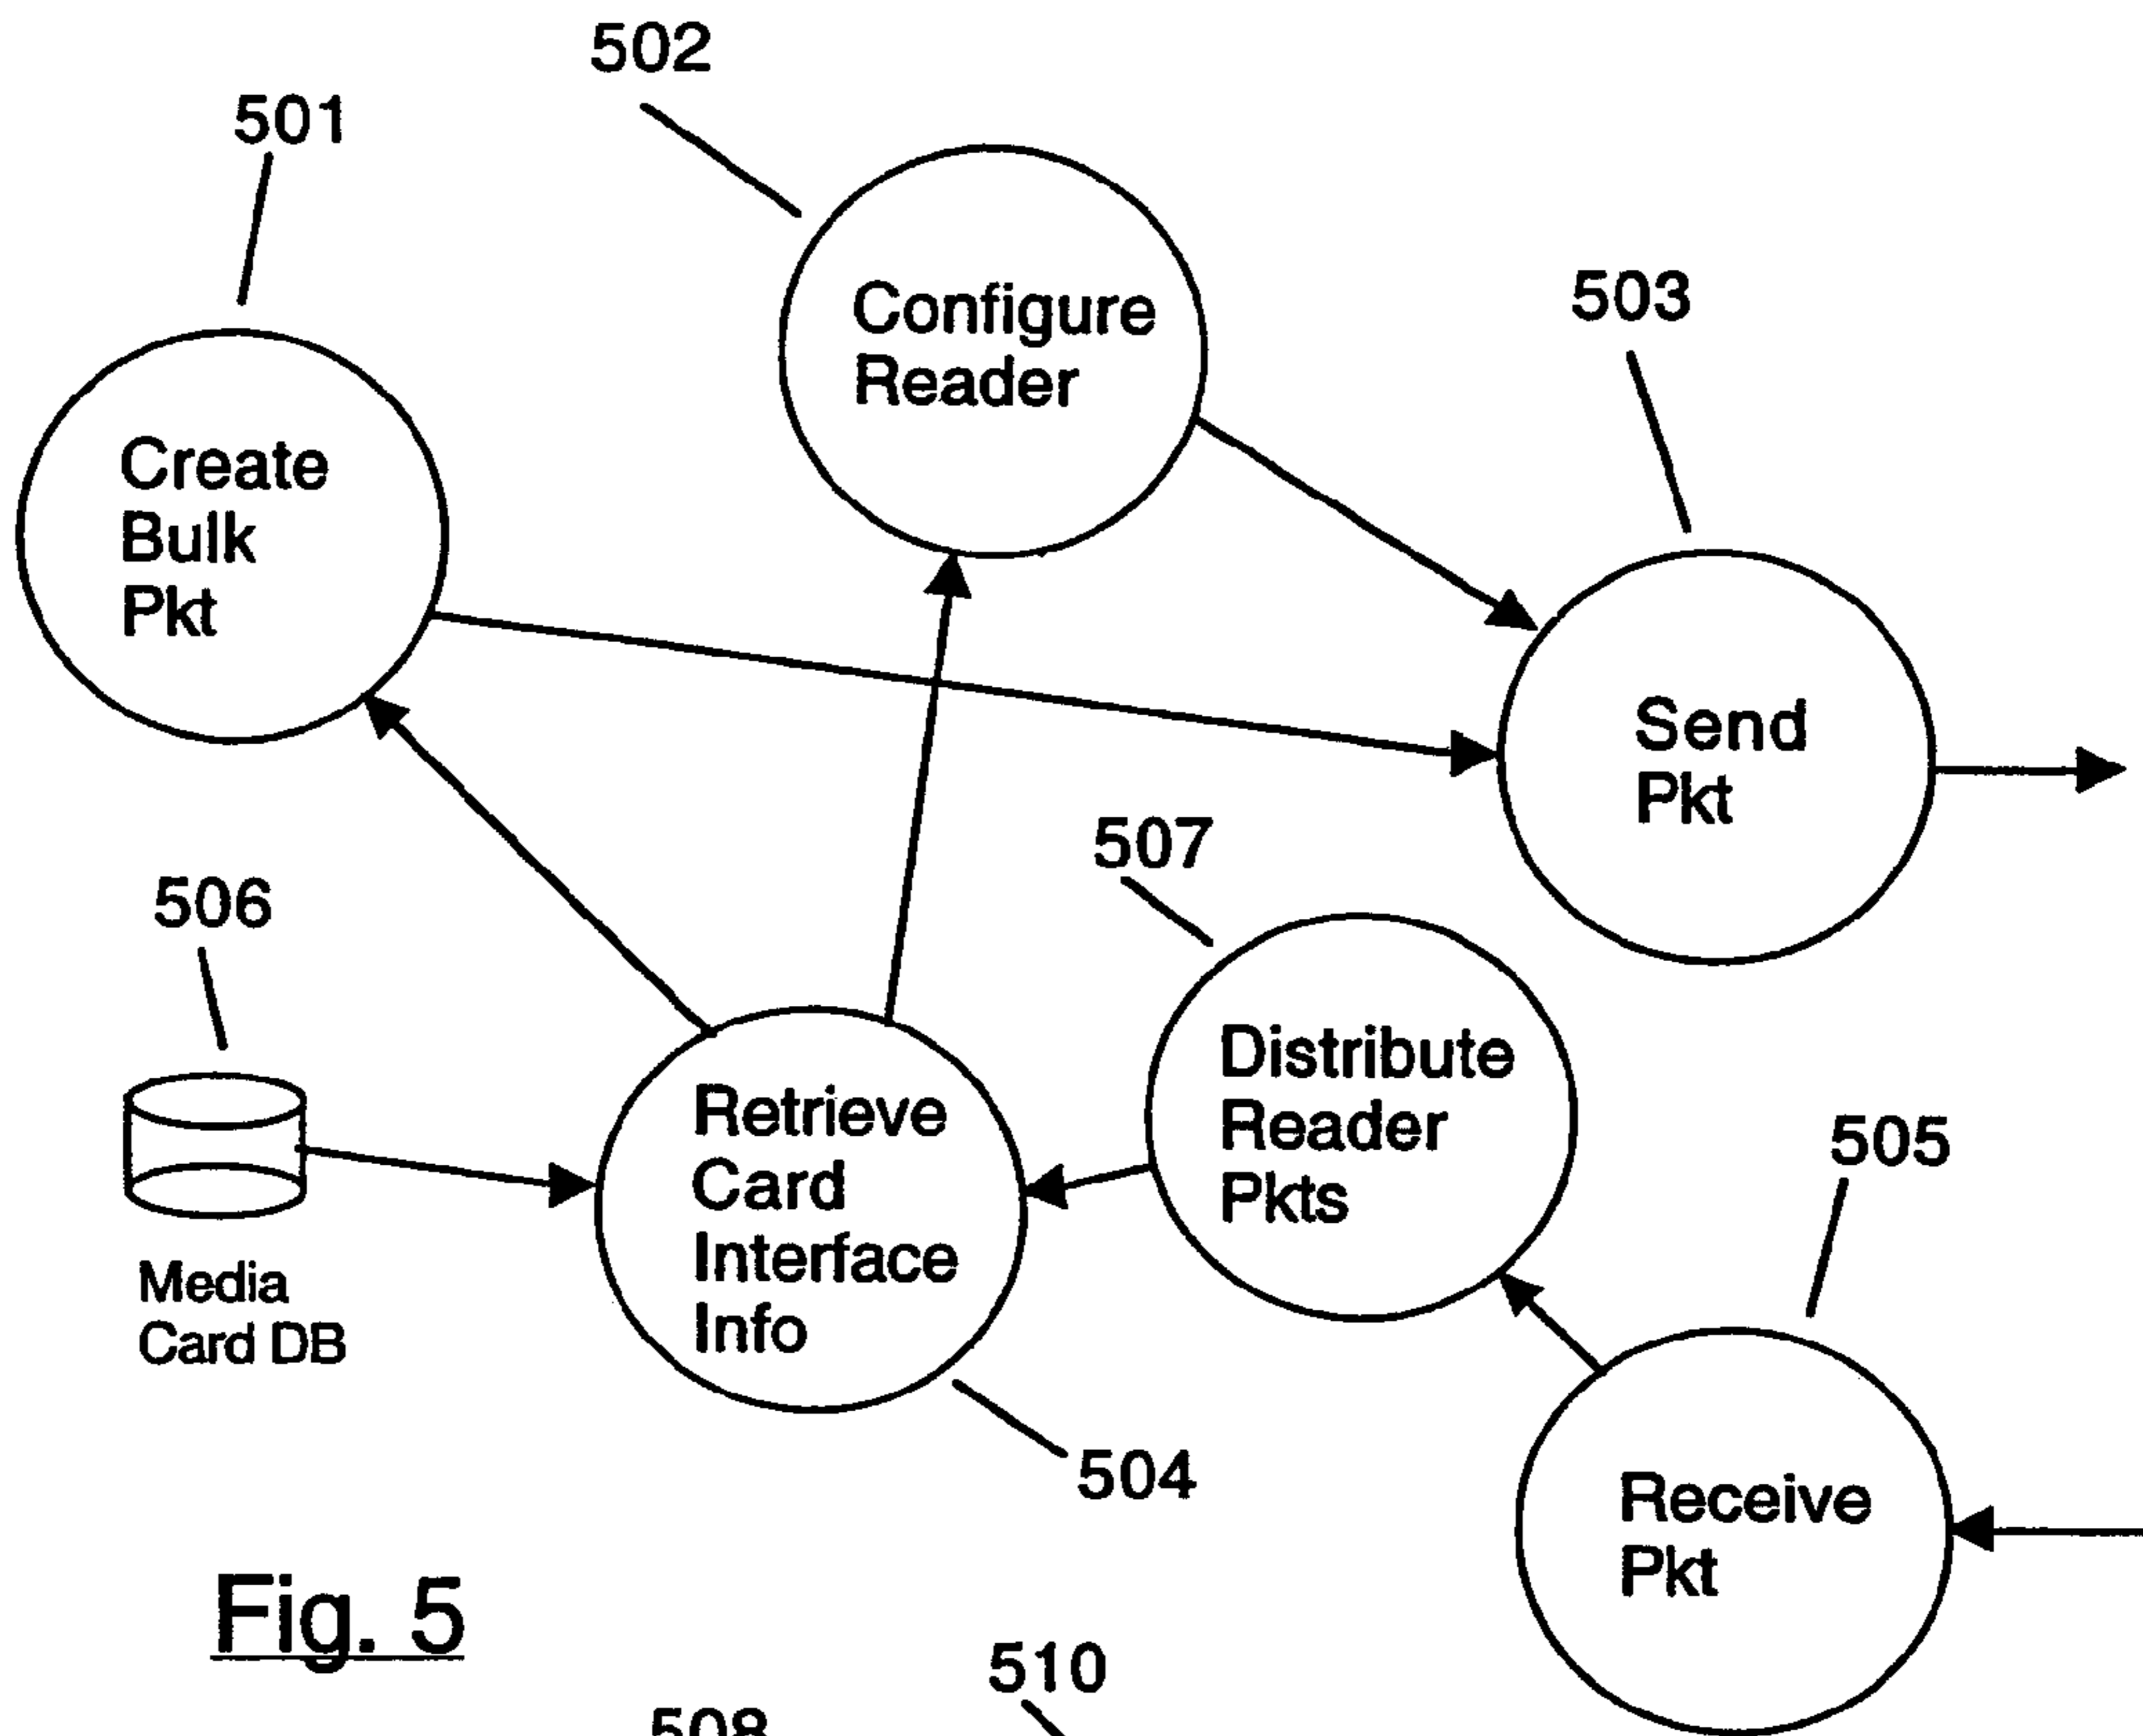 502
501
Configure
Reader
503
Create
Bulk
Pkt
Send
Pkt
507
506
Distribute
Reader
Pkts
Retrieve
Card
Interface
Info
505
Media
Card DB
504
Receive
Pkt
Fig. 5
510
508